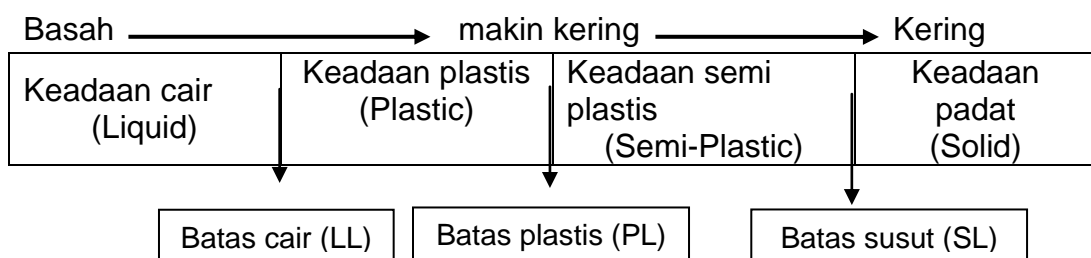 Basah makin kering Kering
Keadaan cair
(Liquid)
Keadaan plastis
(Plastic)
Keadaan semi
plastis
(Semi-Plastic)
Keadaan
padat
(Solid)
Batas cair (LL)
Batas plastis (PL)
Batas susut (SL)